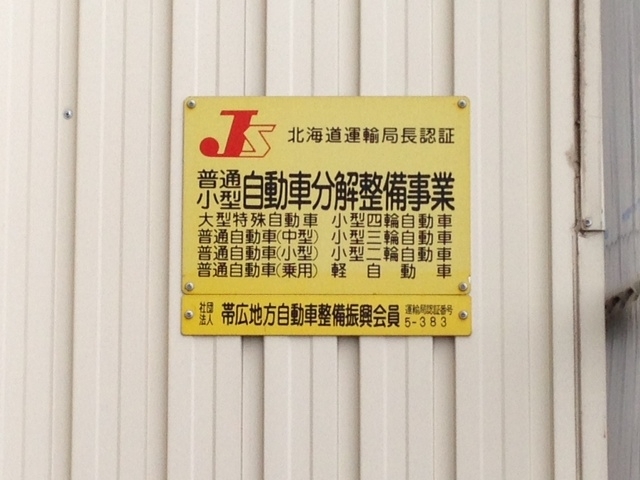 JS 北海道運輸局長認証
普通
小型 自動車分解整備事業
大型特殊自動車 小型四輪自動車
普通自動車(中型) 小型三輪自動車
普通自動車(小型) 小型二輪自動車
普通自動車(乗用) 軽自動車
社団
法人 帯広地方自動車整備振興会員 運輸局認証番号
5-383